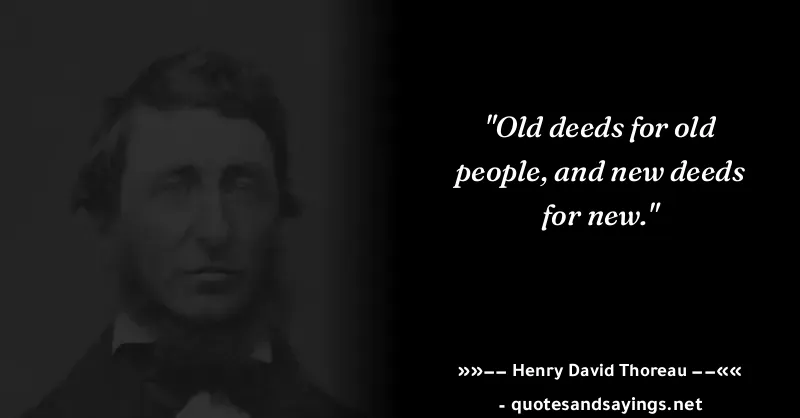 "Old deeds for old
people, and new deeds
for new."
»»–– Henry David Thoreau ––««
- quotesandsayings.net